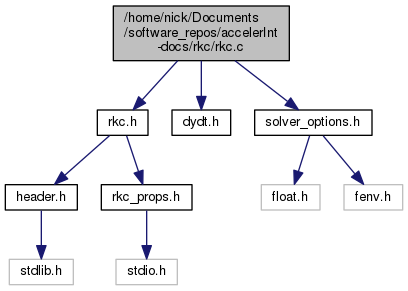 /home/nick/Documents
/software_repos/accelerInt
-docs/rkc/rkc.c
rkc.h
dydt.h
solver_options.h
header.h
rkc_props.h
float.h
fenv.h
stdlib.h
stdio.h